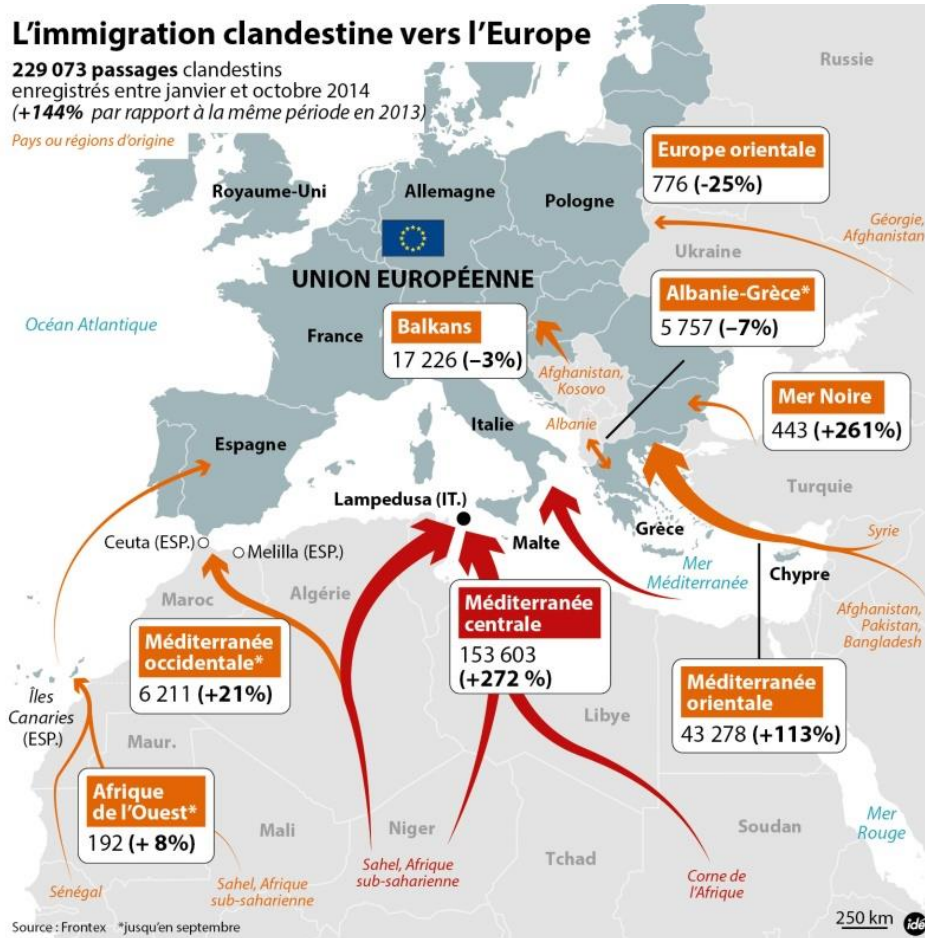 L'immigration clandestine vers l'Europe
229 073 passages clandestins
enregistrés entre janvier et octobre 2014
(+144% par rapport à la même période en 2013)
Pays ou régions d'origine
Russie
Europe orientale
776 (-25%)
Royaume-Uni
Allemagne
Pologne
Géorgie,
Afghanistan
Ukraine
UNION EUROPÉENNE
Albanie-Grèce*
5 757 (–7%)
Océan Atlantique
France
Balkans
17 226 (–3%)
Afghanistan,
Kosovo
Mer Noire
443 (+261%)
Albanie
Italie
Espagne
Turquie
Lampedusa (IT.)
Grèce
Syrie
Ceuta (ESP.)
Melilla (ESP.)
Malte
Mer
Méditerranée
Chypre
Maroc
Algérie
Méditerranée
centrale
153 603
(+272 %)
Afghanistan,
Pakistan,
Bangladesh
Méditerranée
occidentale*
6 211 (+21%)
Méditerranée
orientale
43 278 (+113%)
Îles
Canaries
(ESP.)
Libye
Maur.
Afrique
de l'Ouest*
192 (+ 8%)
Mali
Niger
Tchad
Soudan
Mer
Rouge
Sénégal
Sahel, Afrique
sub-saharienne
Sahel, Afrique
sub-saharienne
Corne de
l'Afrique
Source : Frontex *jusqu'en septembre
250 km
idé